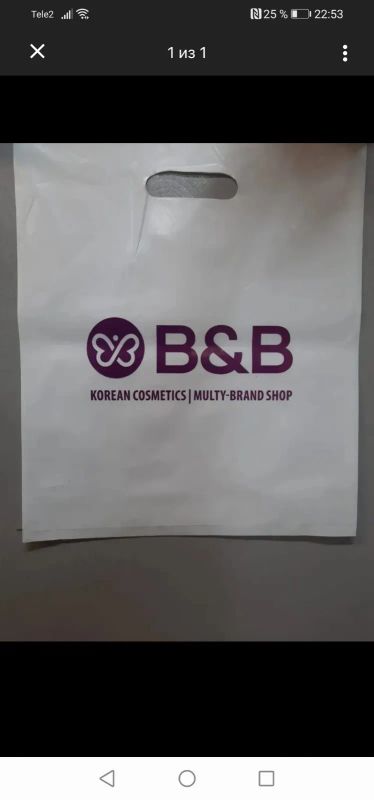 Tele2 25 % 22:53
1 из 1
B&B
KOREAN COSMETICS | MULTY-BRAND SHOP